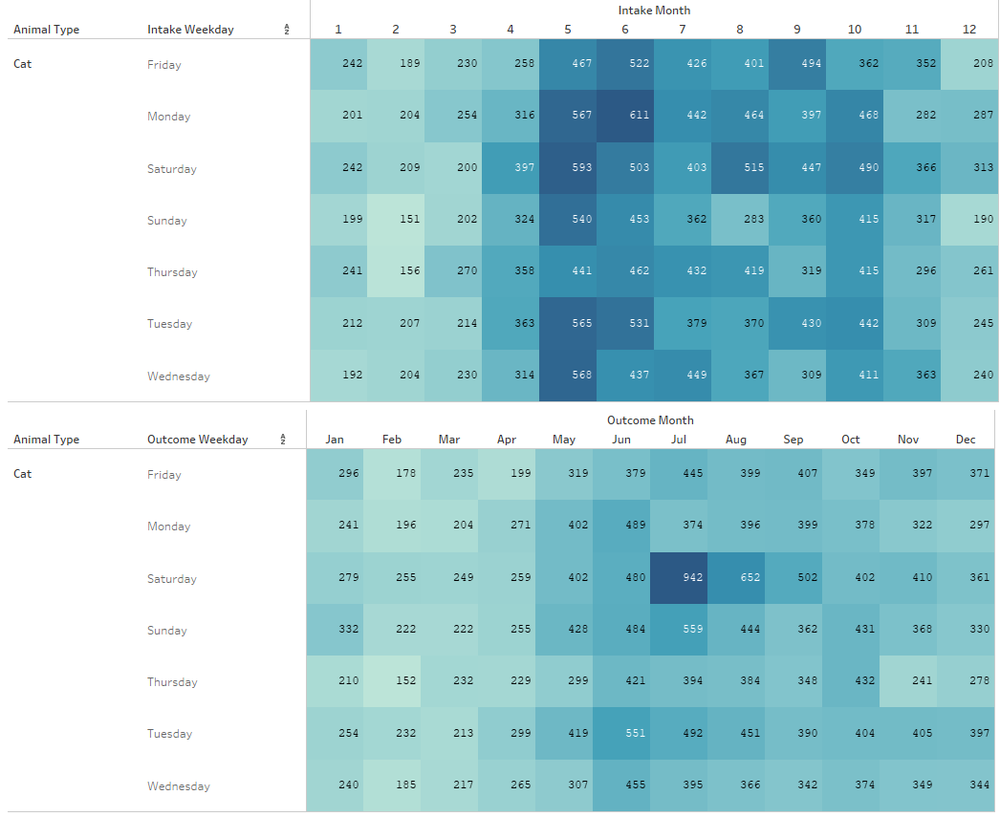 Intake Month
Animal Type Intake Weekday 1 2 3 4 5 6 7 8 9 10 11 12
Cat Friday 242 189 230 258 467 522 426 401 494 362 352 208
Monday 201 204 254 316 567 611 442 464 397 468 282 287
Saturday 242 209 200 397 593 503 403 515 447 490 366 313
Sunday 199 151 202 324 540 453 362 283 360 415 317 190
Thursday 241 156 270 358 441 462 432 419 319 415 296 261
Tuesday 212 207 214 363 565 531 379 370 430 442 309 245
Wednesday 192 204 230 314 568 437 449 367 309 411 363 240
Outcome Month
Animal Type Outcome Weekday Jan Feb Mar Apr May Jun Jul Aug Sep Oct Nov Dec
Cat Friday 296 178 235 199 319 379 445 399 407 349 397 371
Monday 241 196 204 271 402 489 374 396 399 378 322 297
Saturday 279 255 249 259 402 480 942 652 502 402 410 361
Sunday 332 222 222 255 428 484 559 444 362 431 368 330
Thursday 210 152 232 229 299 421 394 384 348 432 241 278
Tuesday 254 232 213 299 419 551 492 451 390 404 405 397
Wednesday 240 185 217 265 307 455 395 366 342 374 349 344